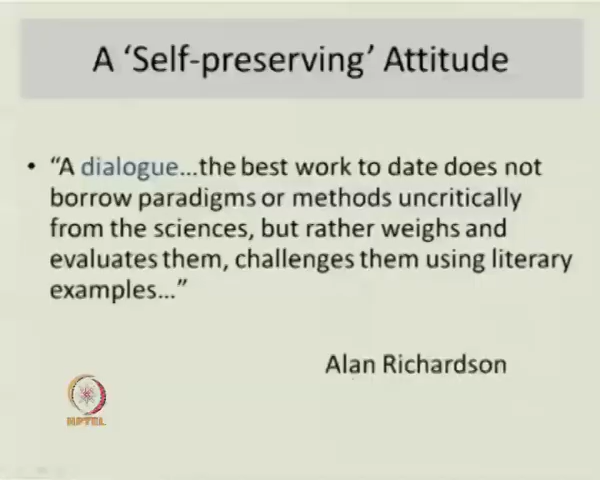 A ‘Self-preserving’ Attitude
• “A dialogue...the best work to date does not
borrow paradigms or methods uncritically
from the sciences, but rather weighs and
evaluates them, challenges them using literary
examples...”
Alan Richardson
NPTEL